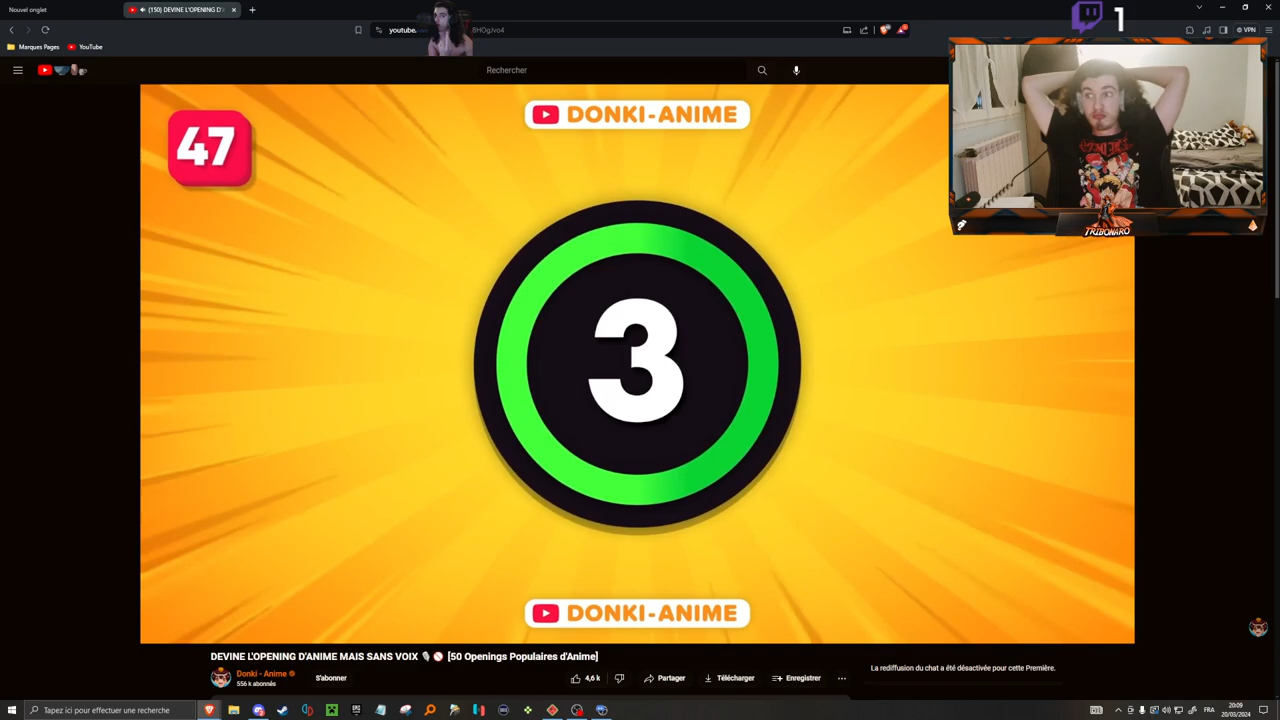 Nouvel onglet
(150) DEVINE L'OPENING D'
1
youtube.
8HOgJvo4
VPN
Marques Pages
YouTube
Rechercher
DONKI-ANIME
47
3
TRIBONARO
DONKI-ANIME
DEVINE L'OPENING D'ANIME MAIS SANS VOIX [50 Openings Populaires d'Anime]
Donki - Anime
556 k abonnés
S'abonner
4,6 k
Partager
Télécharger
Enregistrer
La rediffusion du chat a été désactivée pour cette Première.
Tapez ici pour effectuer une recherche
FRA
20:09
20/03/2024